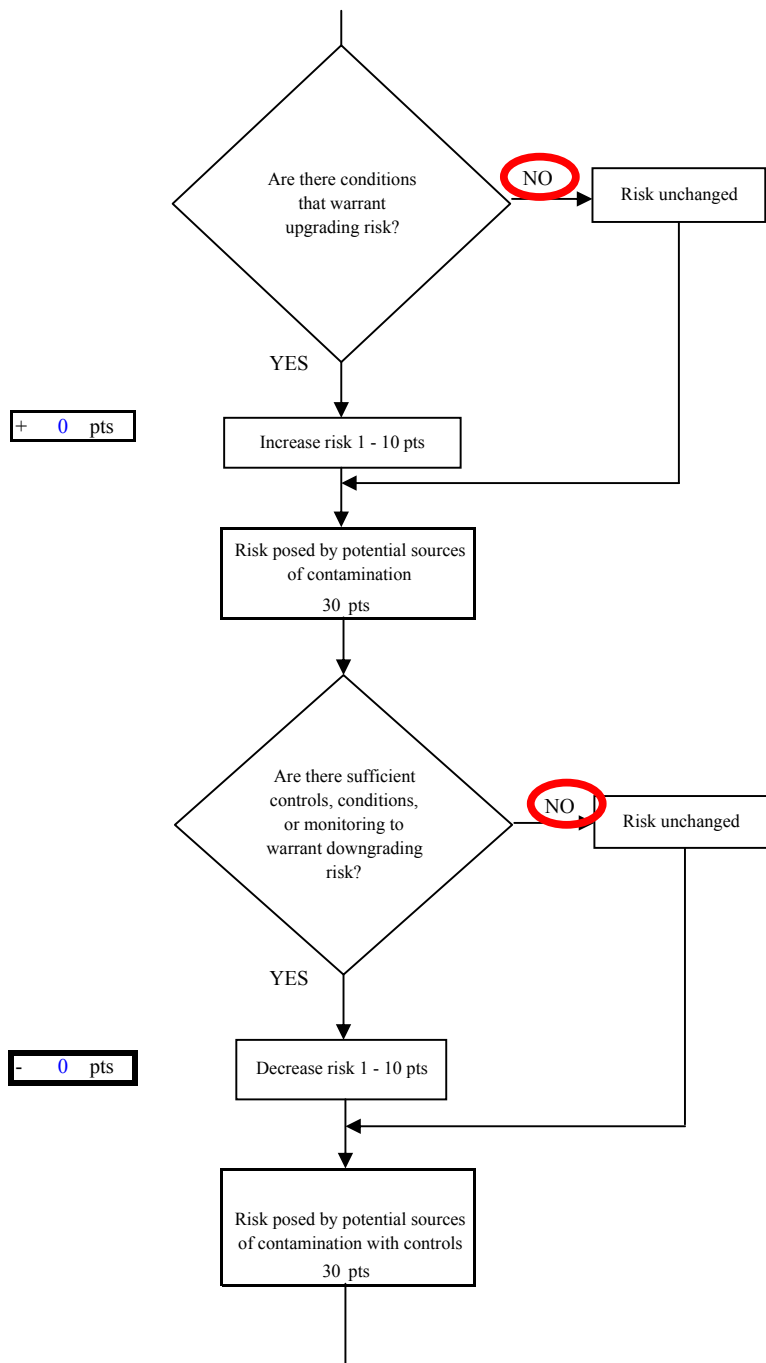 Are there conditions
that warrant
upgrading risk?
NO
Risk unchanged
YES
+ 0 pts
Increase risk 1 - 10 pts
Risk posed by potential sources
of contamination
30 pts
Are there sufficient
controls, conditions,
or monitoring to
warrant downgrading
risk?
NO
Risk unchanged
YES
- 0 pts
Decrease risk 1 - 10 pts
Risk posed by potential sources
of contamination with controls
30 pts